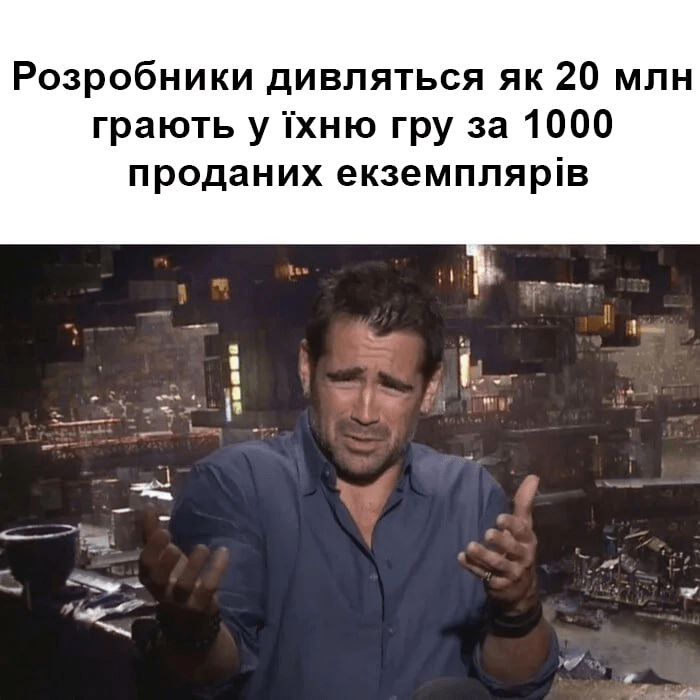 Розробники дивляться як 20 млн
грають у їхню гру за 1000
проданих екземплярів